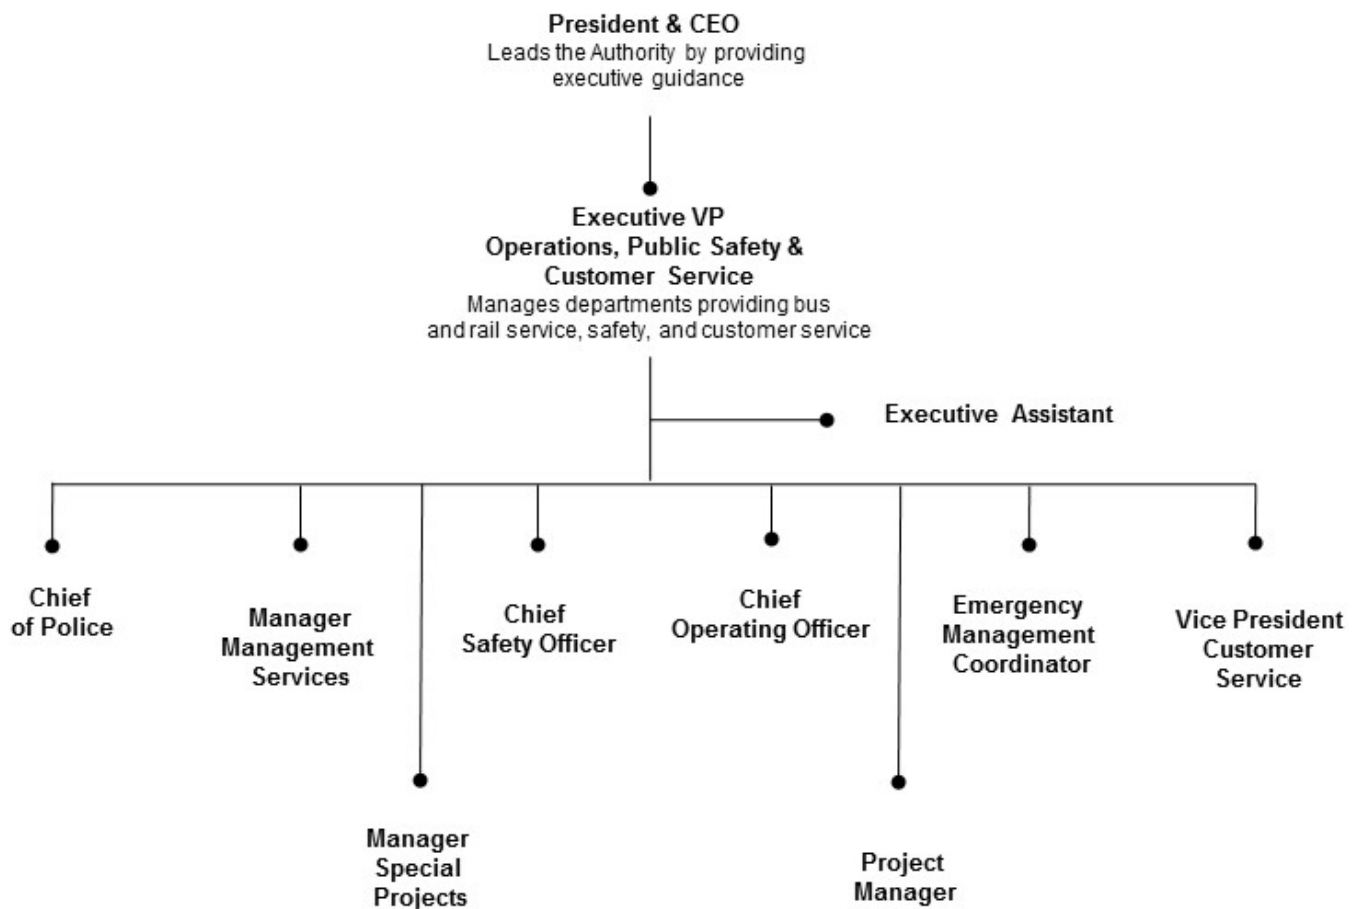 President & CEO
Leads the Authority by providing
executive guidance
Executive VP
Operations, Public Safety &
Customer Service
Manages departments providing bus
and rail service, safety, and customer service
Executive Assistant
Chief
of Police
Manager
Management
Services
Chief
Safety Officer
Chief
Operating Officer
Emergency
Management
Coordinator
Vice President
Customer
Service
Manager
Special
Projects
Project
Manager